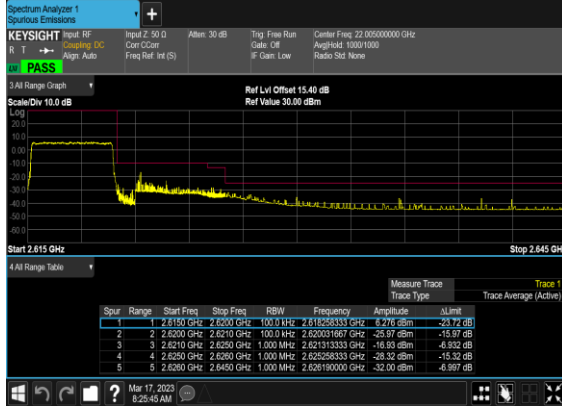 Spectrum Analyzer 1
Spurious Emissions
KEYSIGHT Input: RF Input Z: 50 Ω Atten: 30 dB Trig: Free Run Center Freq: 22.005000000 GHz
R T Coupling: DC Corr CCorr Gate: Off Avg|Hold: 1000/1000
Align: Auto Freq Ref: Int (S) IF Gain: Low Radio Std: None
PASS
3 All Range Graph
Ref Lvl Offset 15.40 dB
Scale/Div 10.0 dB Ref Value 30.00 dBm
Log
20.0
10.0
0.00
-10.0
-20.0
-30.0
-40.0
-50.0
-60.0
Start 2.615 GHz Stop 2.645 GH
4 All Range Table
Measure Trace Trace 1
Trace Type Trace Average (Active)
Spur Range Start Freq Stop Freq RBW Frequency Amplitude ΔLimit
1 1 2.6150 GHz 2.6200 GHz 100.0 kHz 2.618258333 GHz 6.276 dBm -23.72 dB
2 2 2.6200 GHz 2.6210 GHz 100.0 kHz 2.620031667 GHz -25.97 dBm -15.97 dB
3 3 2.6210 GHz 2.6250 GHz 1.000 MHz 2.621313333 GHz -16.93 dBm -6.932 dB
4 4 2.6250 GHz 2.6260 GHz 1.000 MHz 2.625258333 GHz -28.32 dBm -15.32 dB
5 5 2.6260 GHz 2.6450 GHz 1.000 MHz 2.626190000 GHz -32.00 dBm -6.997 dB
Mar 17, 2023
8:25:45 AM